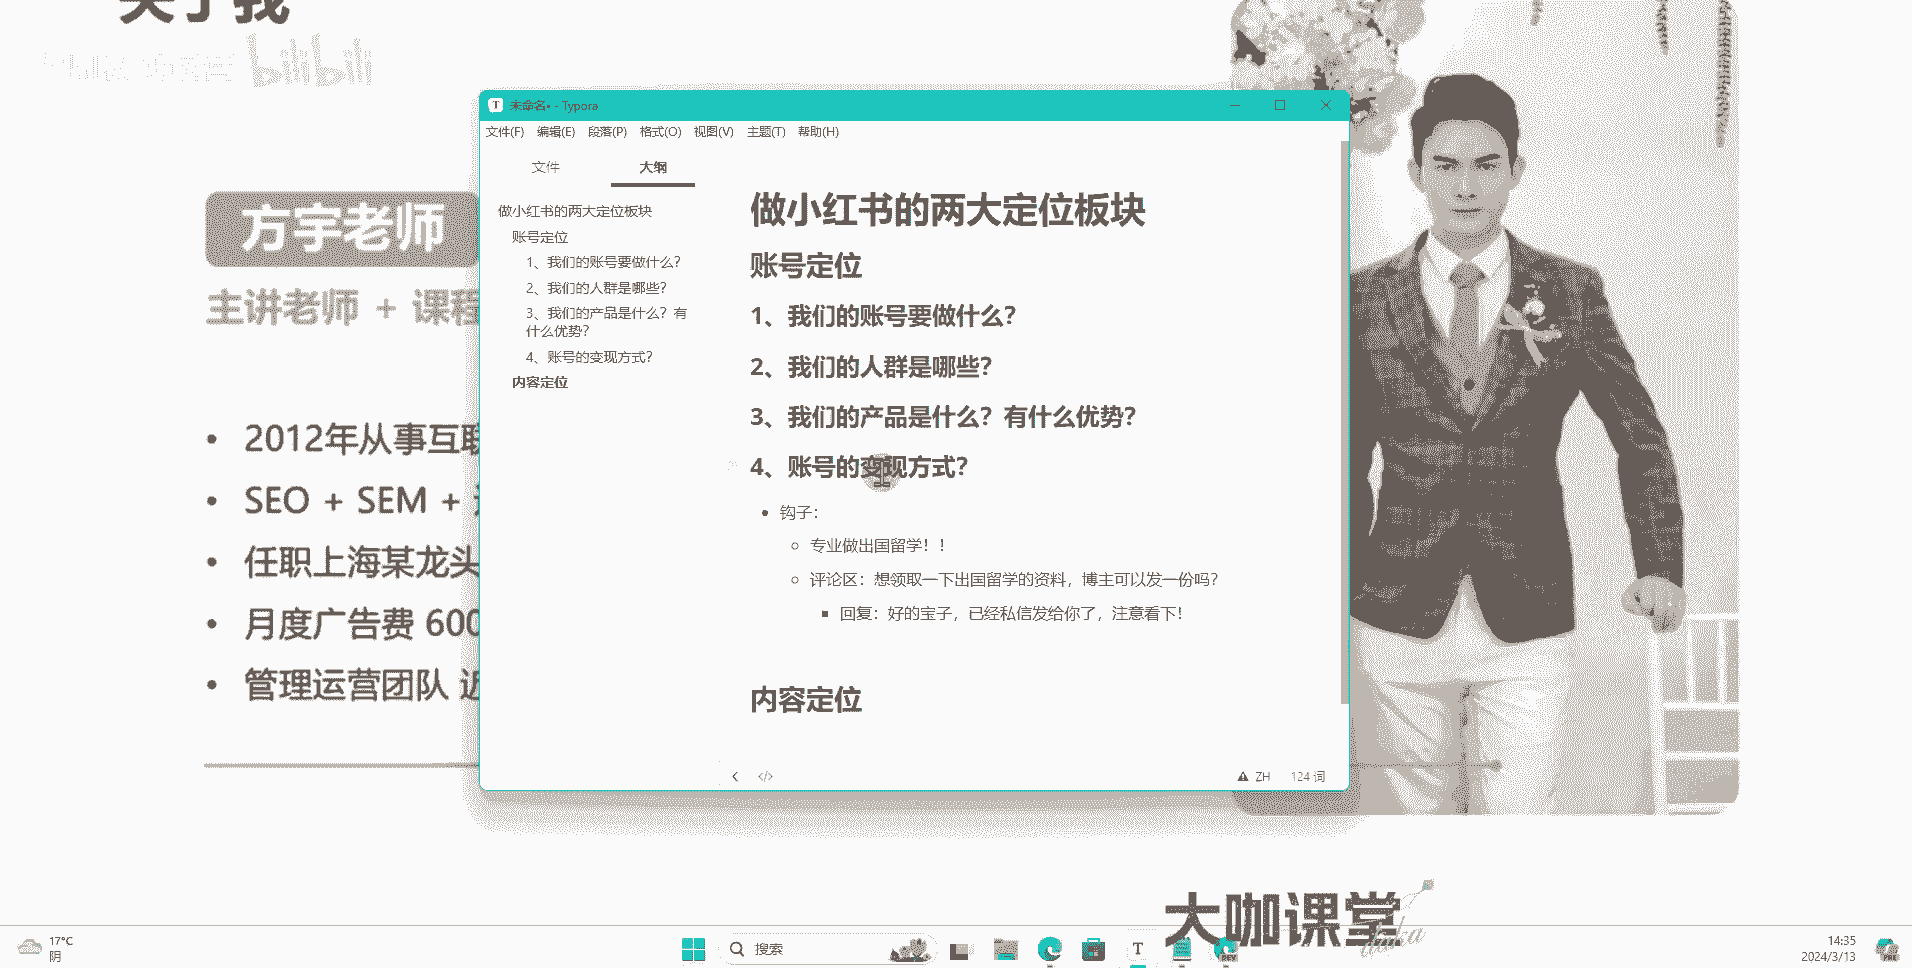 关于我
bilibili
方宇老师
主讲老师 + 课程
2012年从事互联
SEO + SEM +
任职上海某龙头
月度广告费 600
管理运营团队 近
未命名• - Typora
文件(F) 编辑(E) 段落(P) 格式(O) 视图(V) 主题(T) 帮助(H)
文件 大纲
做小红书的两大定位板块
账号定位
1、我们的账号要做什么？
2、我们的人群是哪些？
3、我们的产品是什么？有
什么优势？
4、账号的变现方式？
内容定位
做小红书的两大定位板块
账号定位
1、我们的账号要做什么？
2、我们的人群是哪些？
3、我们的产品是什么？有什么优势？
4、账号的变现方式？
钩子：
专业做出国留学！！
评论区：想领取一下出国留学的资料，博主可以发一份吗？
回复：好的宝子，已经私信发给你了，注意看下！
内容定位
ZH 124 词
大咖课堂
daka
17°C
阴
搜索
T
DEV
14:35
2024/3/13
PRE